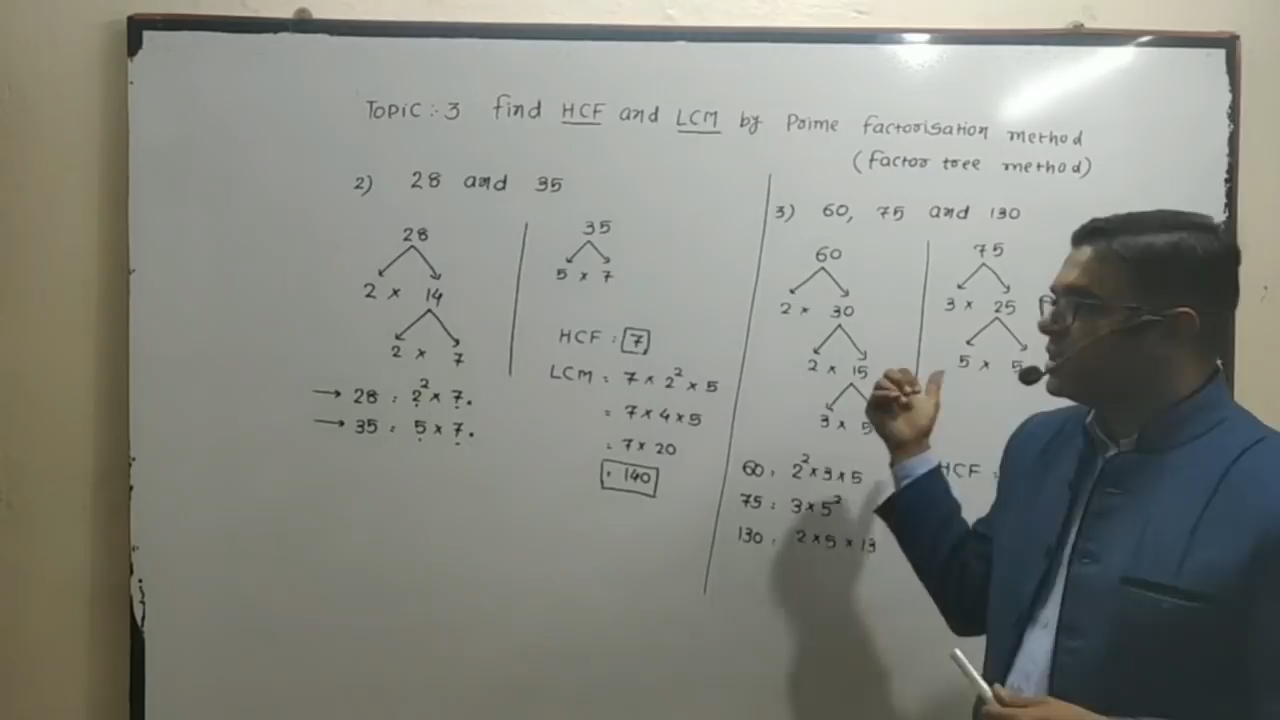 TOPIC :- 3 find HCF and LCM by Prime factorisation method
(factor tree method)
2) 28 and 35
28
2 × 14
2 × 7
→ 28 : 2² × 7.
→ 35 : 5 × 7.
35
5 × 7
HCF : 7
LCM = 7 × 2² × 5
= 7 × 4 × 5
= 7 × 20
= 140
3) 60, 75 and 130
60
2 × 30
2 × 15
3 × 5
75
3 × 25
5 × 5
60 : 2² × 3 × 5
75 : 3 × 5²
130 : 2 × 5 × 13
HCF :